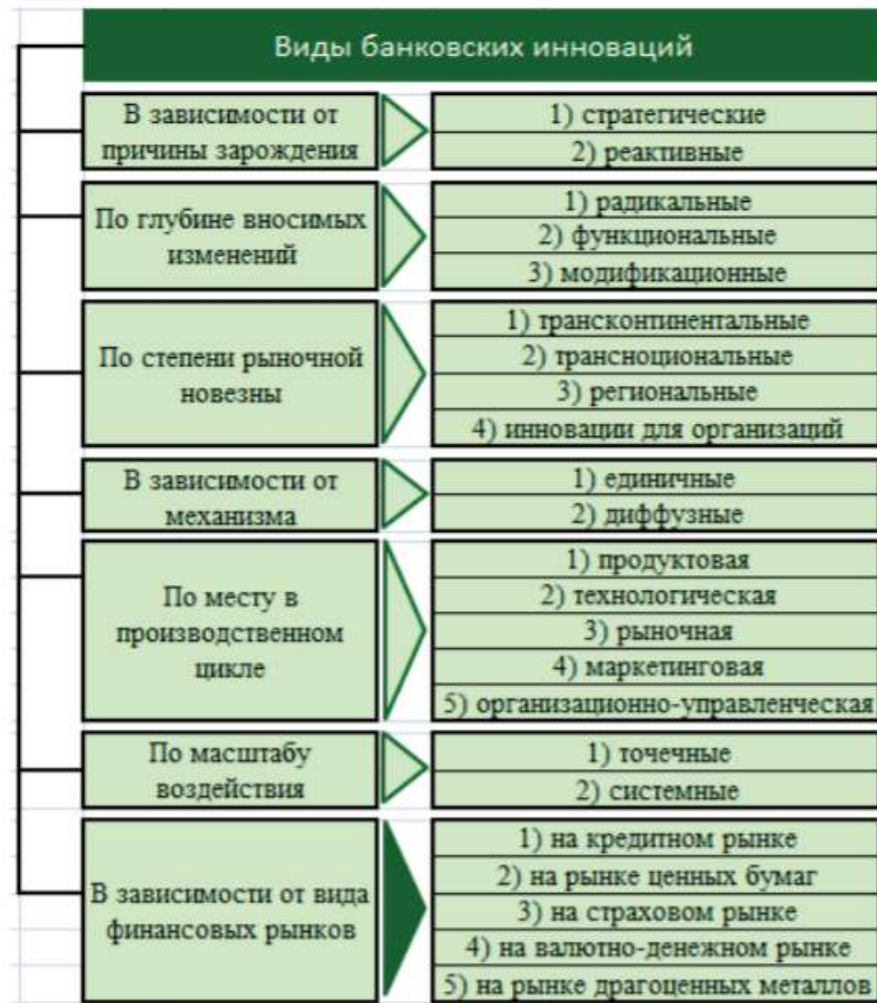 Виды банковских инноваций
В зависимости от
причины зарождения
1) стратегические
2) реактивные
По глубине вносимых
изменений
1) радикальные
2) функциональные
3) модификационные
По степени рыночной
новезны
1) трансконтинентальные
2) трансноциональные
3) региональные
4) инновации для организаций
В зависимости от
механизма
1) единичные
2) диффузные
По месту в
производственном
цикле
1) продуктовая
2) технологическая
3) рыночная
4) маркетинговая
5) организационно-управленческая
По масштабу
воздействия
1) точечные
2) системные
В зависимости от вида
финансовых рынков
1) на кредитном рынке
2) на рынке ценных бумаг
3) на страховом рынке
4) на валютно-денежном рынке
5) на рынке драгоценных металлов